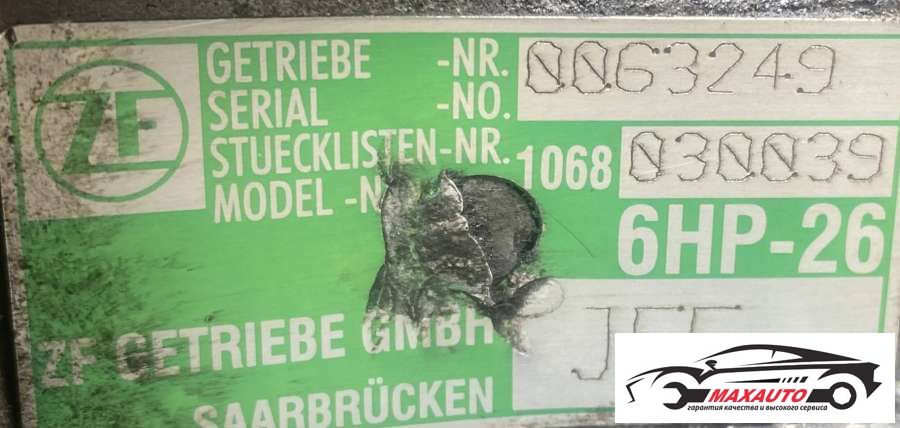 ZF
GETRIEBE -NR. 0063249
SERIAL -NO.
STUECKLISTEN-NR. 1068 030039
MODEL
6HP-26
ZF GETRIEBE GMBH
SAARBRÜCKEN
MAXAUTO
гарантия качества и высокого сервиса